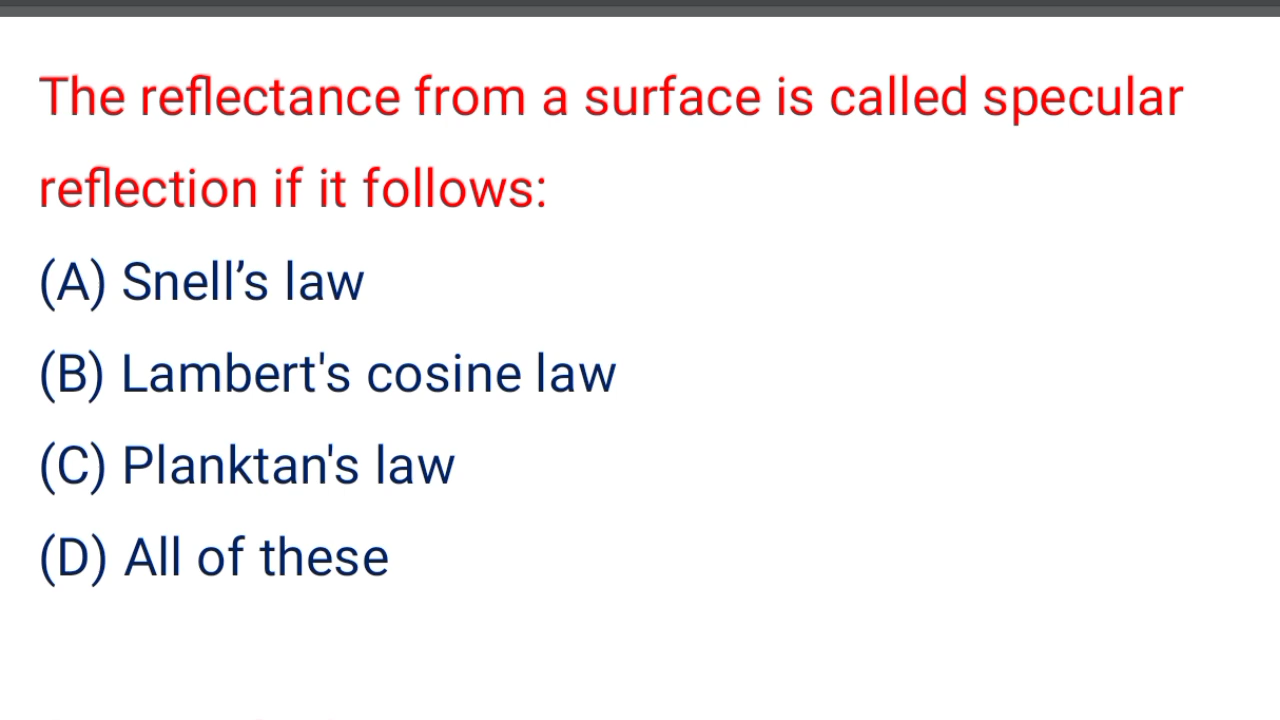 The reflectance from a surface is called specular
reflection if it follows:
(A) Snell’s law
(B) Lambert's cosine law
(C) Planktan's law
(D) All of these